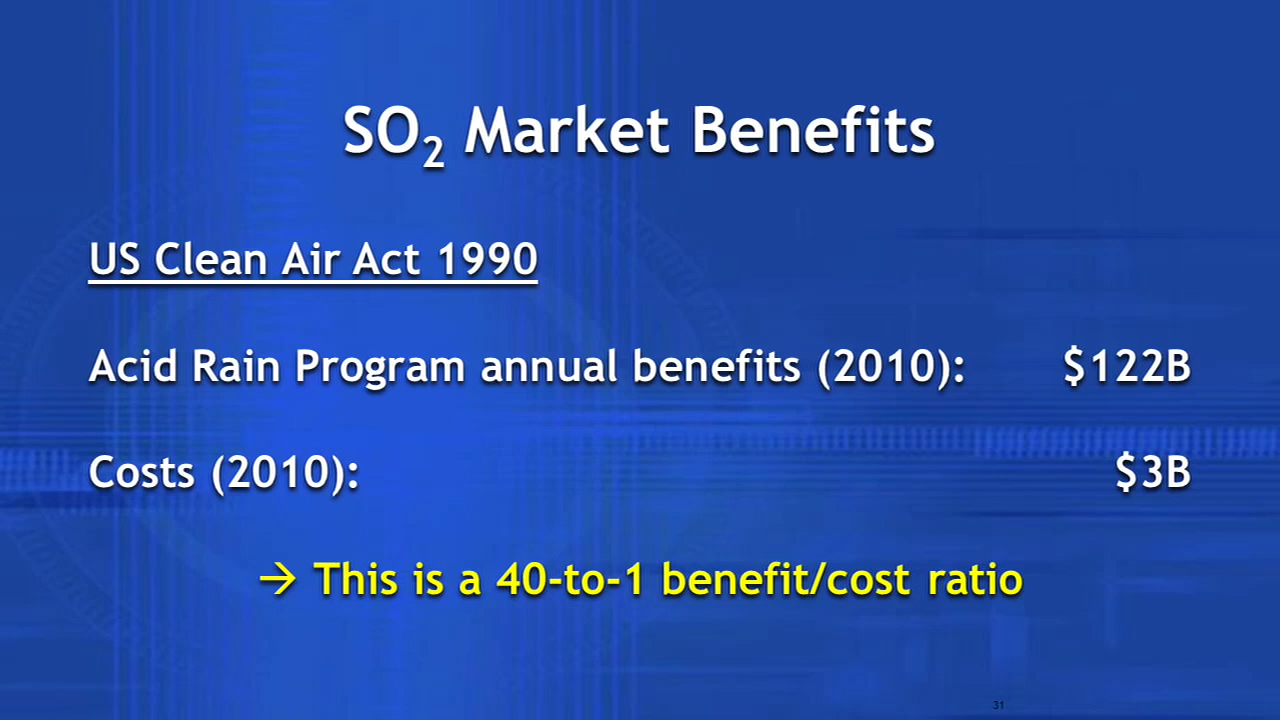 SO₂ Market Benefits
US Clean Air Act 1990
Acid Rain Program annual benefits (2010): $122B
Costs (2010): $3B
→ This is a 40-to-1 benefit/cost ratio
31